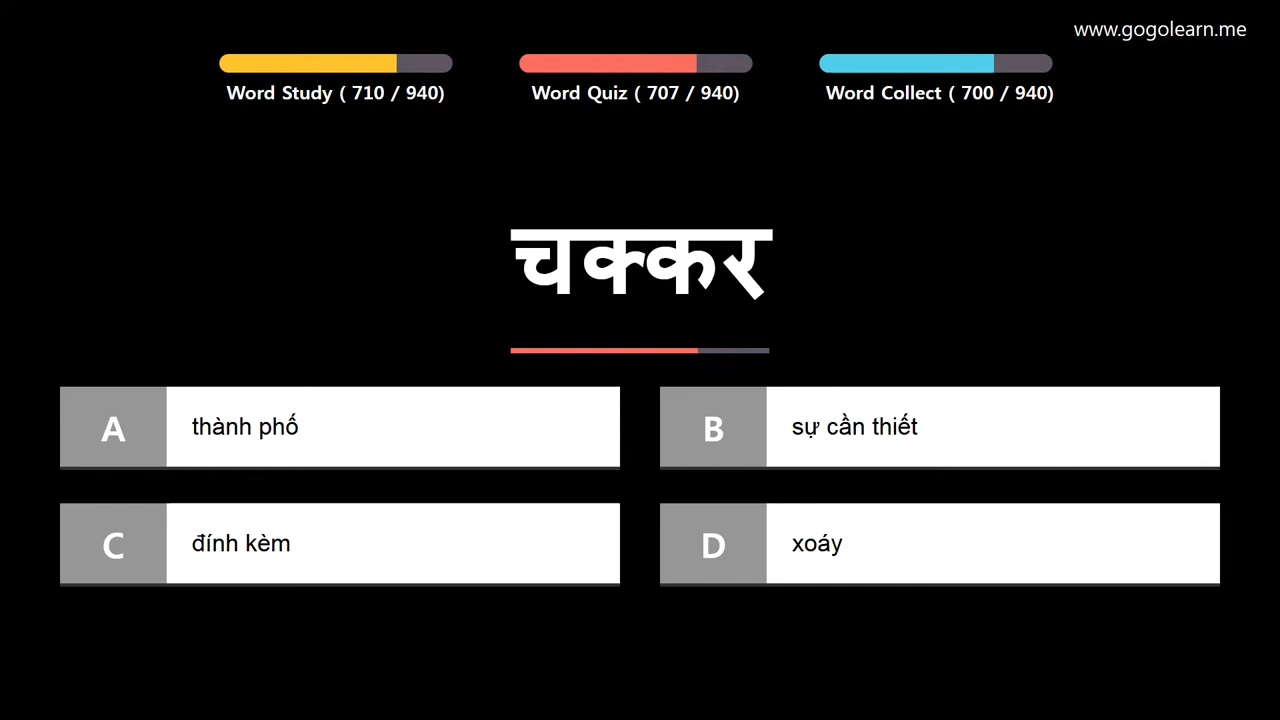 www.gogolearn.me
Word Study ( 710 / 940)
Word Quiz ( 707 / 940)
Word Collect ( 700 / 940)
चक्कर
A thành phố
B sự cần thiết
C đính kèm
D xoáy